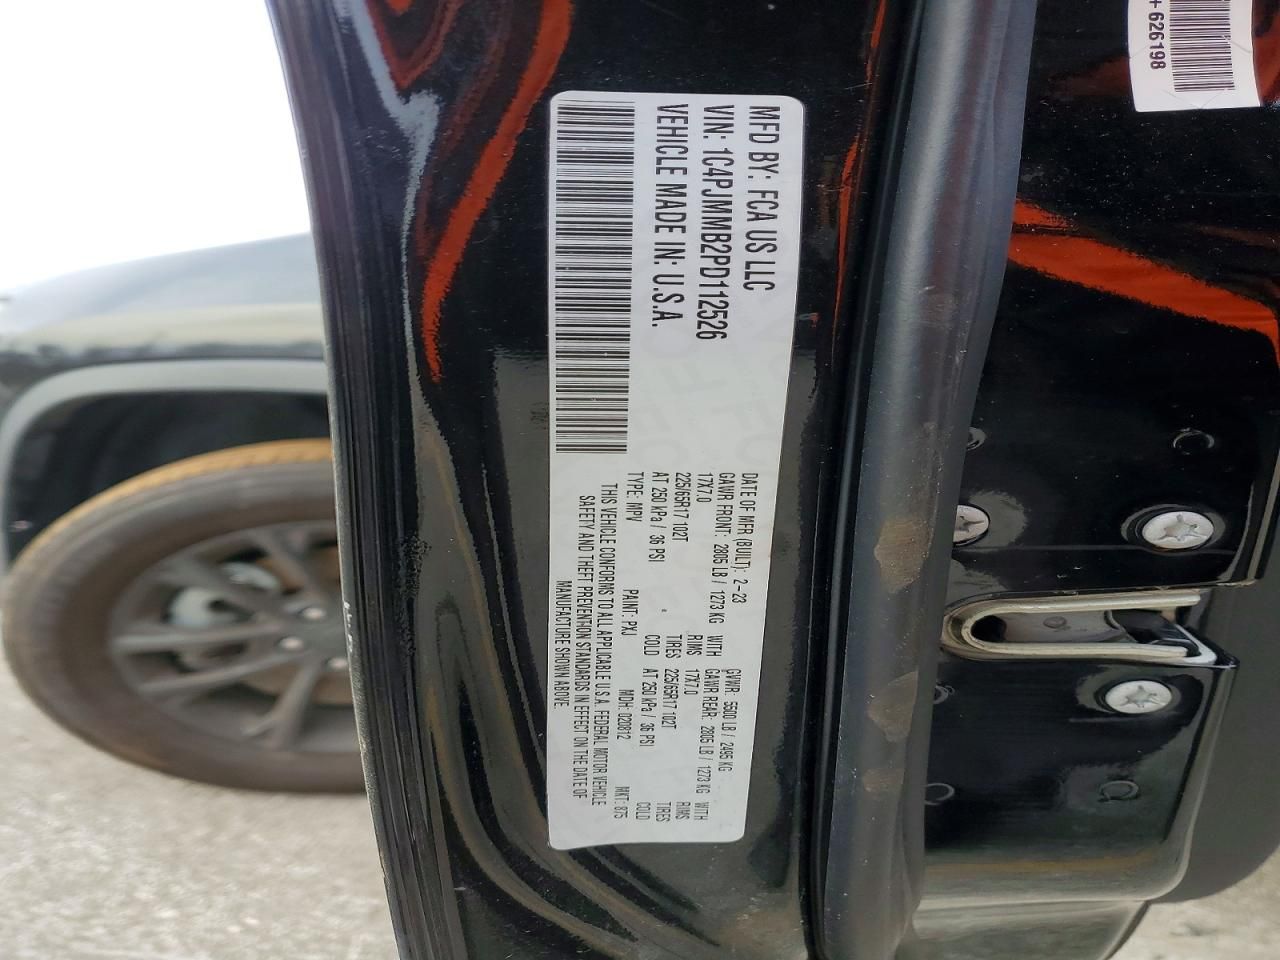 MFD BY: FCA US LLC
VIN: 1C4PJMMB2PD112526
VEHICLE MADE IN: U.S.A.
DATE OF MFR (BUILT): 2-23 GVWR: 5500 LB / 2495 KG
GAWR FRONT: 2805 LB / 1273 KG WITH GAWR REAR: 2805 LB / 1273 KG WITH
17X7.0 RIMS 17X7.0 RIMS
225/65R17 102T TIRES 225/65R17 102T TIRES
AT 250 kPa / 36 PSI COLD AT 250 kPa / 36 PSI COLD
TYPE: MPV PAINT: PXJ MDH: 020812 MKT: 875
THIS VEHICLE CONFORMS TO ALL APPLICABLE U.S.A. FEDERAL MOTOR VEHICLE
SAFETY AND THEFT PREVENTION STANDARDS IN EFFECT ON THE DATE OF
MANUFACTURE SHOWN ABOVE.
+ 626198